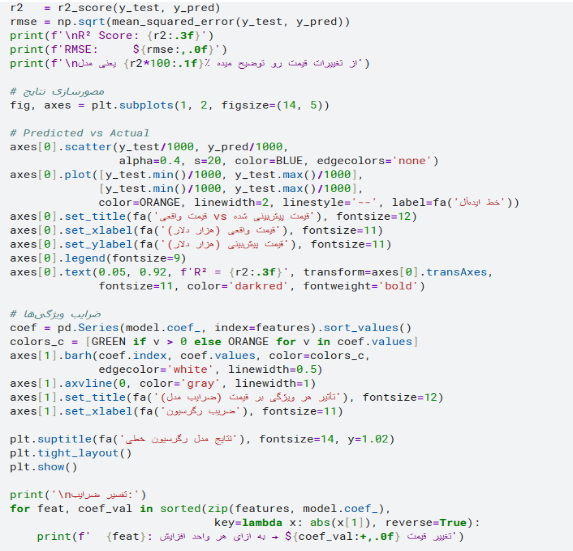 r2   = r2_score(y_test, y_pred)
rmse = np.sqrt(mean_squared_error(y_test, y_pred))
print(f'\nR² Score: {r2:.3f}')
print(f'RMSE:     ${rmse:,.0f}')
print(f'\nیعنی مدل {r2*100:.1f}٪ از تغییرات قیمت رو توضیح میده')
# مصورسازی نتایج
fig, axes = plt.subplots(1, 2, figsize=(14, 5))
# Predicted vs Actual
axes[0].scatter(y_test/1000, y_pred/1000,
                alpha=0.4, s=20, color=BLUE, edgecolors='none')
axes[0].plot([y_test.min()/1000, y_test.max()/1000],
             [y_test.min()/1000, y_test.max()/1000],
             color=ORANGE, linewidth=2, linestyle='--', label=fa('خط ایده‌آل'))
axes[0].set_title(fa('قیمت پیش‌بینی شده vs قیمت واقعی'), fontsize=12)
axes[0].set_xlabel(fa('قیمت واقعی (هزار دلار)'), fontsize=11)
axes[0].set_ylabel(fa('قیمت پیش‌بینی (هزار دلار)'), fontsize=11)
axes[0].legend(fontsize=9)
axes[0].text(0.05, 0.92, f'R² = {r2:.3f}', transform=axes[0].transAxes,
             fontsize=11, color='darkred', fontweight='bold')
# ضرایب ویژگی‌ها
coef = pd.Series(model.coef_, index=features).sort_values()
colors_c = [GREEN if v > 0 else ORANGE for v in coef.values]
axes[1].barh(coef.index, coef.values, color=colors_c,
             edgecolor='white', linewidth=0.5)
axes[1].axvline(0, color='gray', linewidth=1)
axes[1].set_title(fa('تأثیر هر ویژگی بر قیمت (ضرایب مدل)'), fontsize=12)
axes[1].set_xlabel(fa('ضریب رگرسیون'), fontsize=11)
plt.suptitle(fa('نتایج مدل رگرسیون خطی'), fontsize=14, y=1.02)
plt.tight_layout()
plt.show()
print('\nتفسیر ضرایب:')
for feat, coef_val in sorted(zip(features, model.coef_),
                              key=lambda x: abs(x[1]), reverse=True):
    print(f'  {feat}: به ازای هر واحد افزایش → ${coef_val:+,.0f} تغییر قیمت')